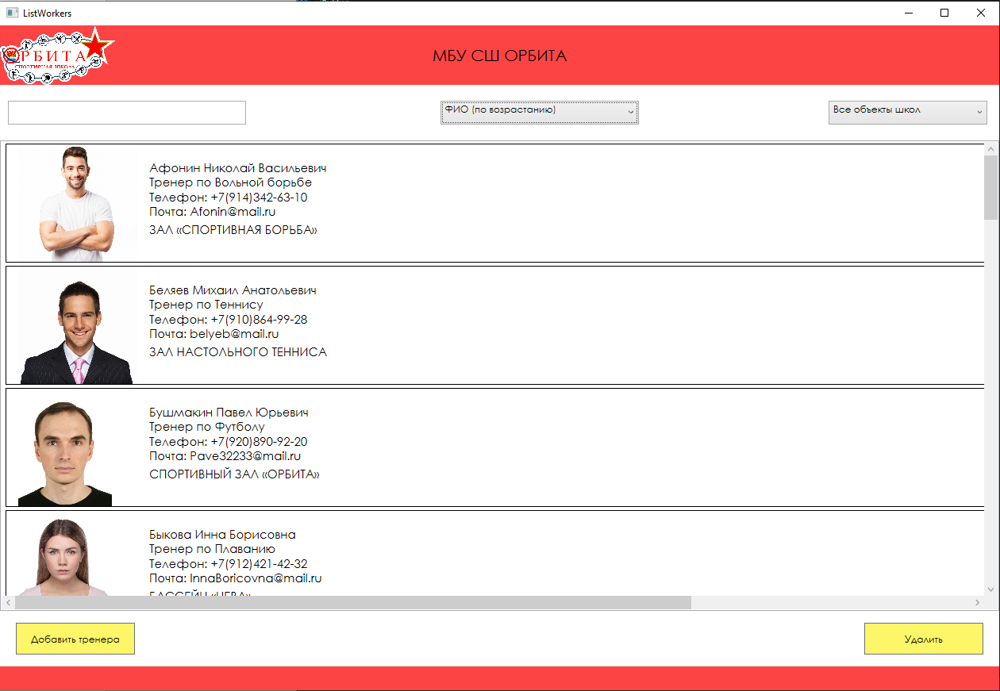 ListWorkers
ОРБИТА
СПОРТИВНАЯ ШКОЛА
МБУ СШ ОРБИТА
ФИО (по возрастанию)
Все объекты школ
Афонин Николай Васильевич
Тренер по Вольной борьбе
Телефон: +7(914)342-63-10
Почта: Afonin@mail.ru
ЗАЛ «СПОРТИВНАЯ БОРЬБА»
Беляев Михаил Анатольевич
Тренер по Теннису
Телефон: +7(910)864-99-28
Почта: belyeb@mail.ru
ЗАЛ НАСТОЛЬНОГО ТЕННИСА
Бушмакин Павел Юрьевич
Тренер по Футболу
Телефон: +7(920)890-92-20
Почта: Pave32233@mail.ru
СПОРТИВНЫЙ ЗАЛ «ОРБИТА»
Быкова Инна Борисовна
Тренер по Плаванию
Телефон: +7(912)421-42-32
Почта: InnaBoricovna@mail.ru
БАССЕЙН
Добавить тренера
Удалить